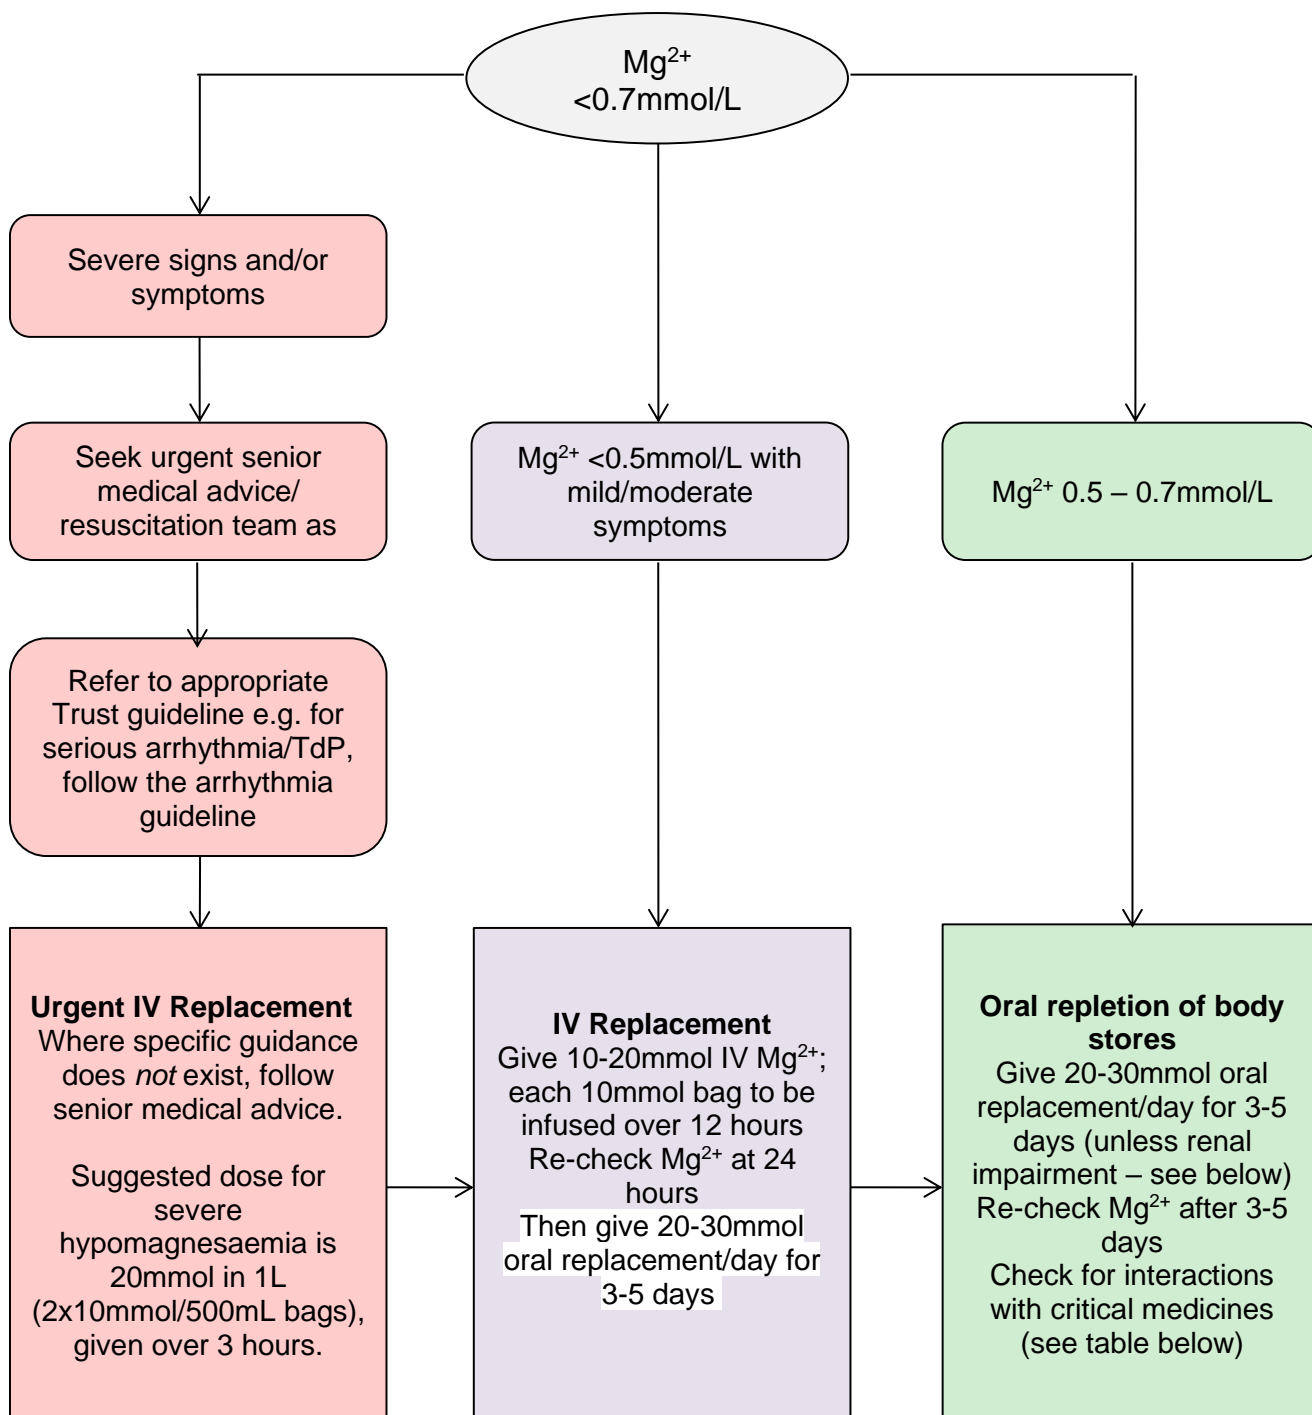 Mg²⁺
<0.7mmol/L
Severe signs and/or
symptoms
Seek urgent senior
medical advice/
resuscitation team as
Refer to appropriate
Trust guideline e.g. for
serious arrhythmia/TdP,
follow the arrhythmia
guideline
Urgent IV Replacement
Where specific guidance
does not exist, follow
senior medical advice.
Suggested dose for
severe
hypomagnesaemia is
20mmol in 1L
(2x10mmol/500mL bags),
given over 3 hours.
Mg²⁺ <0.5mmol/L with
mild/moderate
symptoms
IV Replacement
Give 10-20mmol IV Mg²⁺;
each 10mmol bag to be
infused over 12 hours
Re-check Mg²⁺ at 24
hours
Then give 20-30mmol
oral replacement/day for
3-5 days
Mg²⁺ 0.5 – 0.7mmol/L
Oral repletion of body
stores
Give 20-30mmol oral
replacement/day for 3-5
days (unless renal
impairment – see below)
Re-check Mg²⁺ after 3-5
days
Check for interactions
with critical medicines
(see table below)